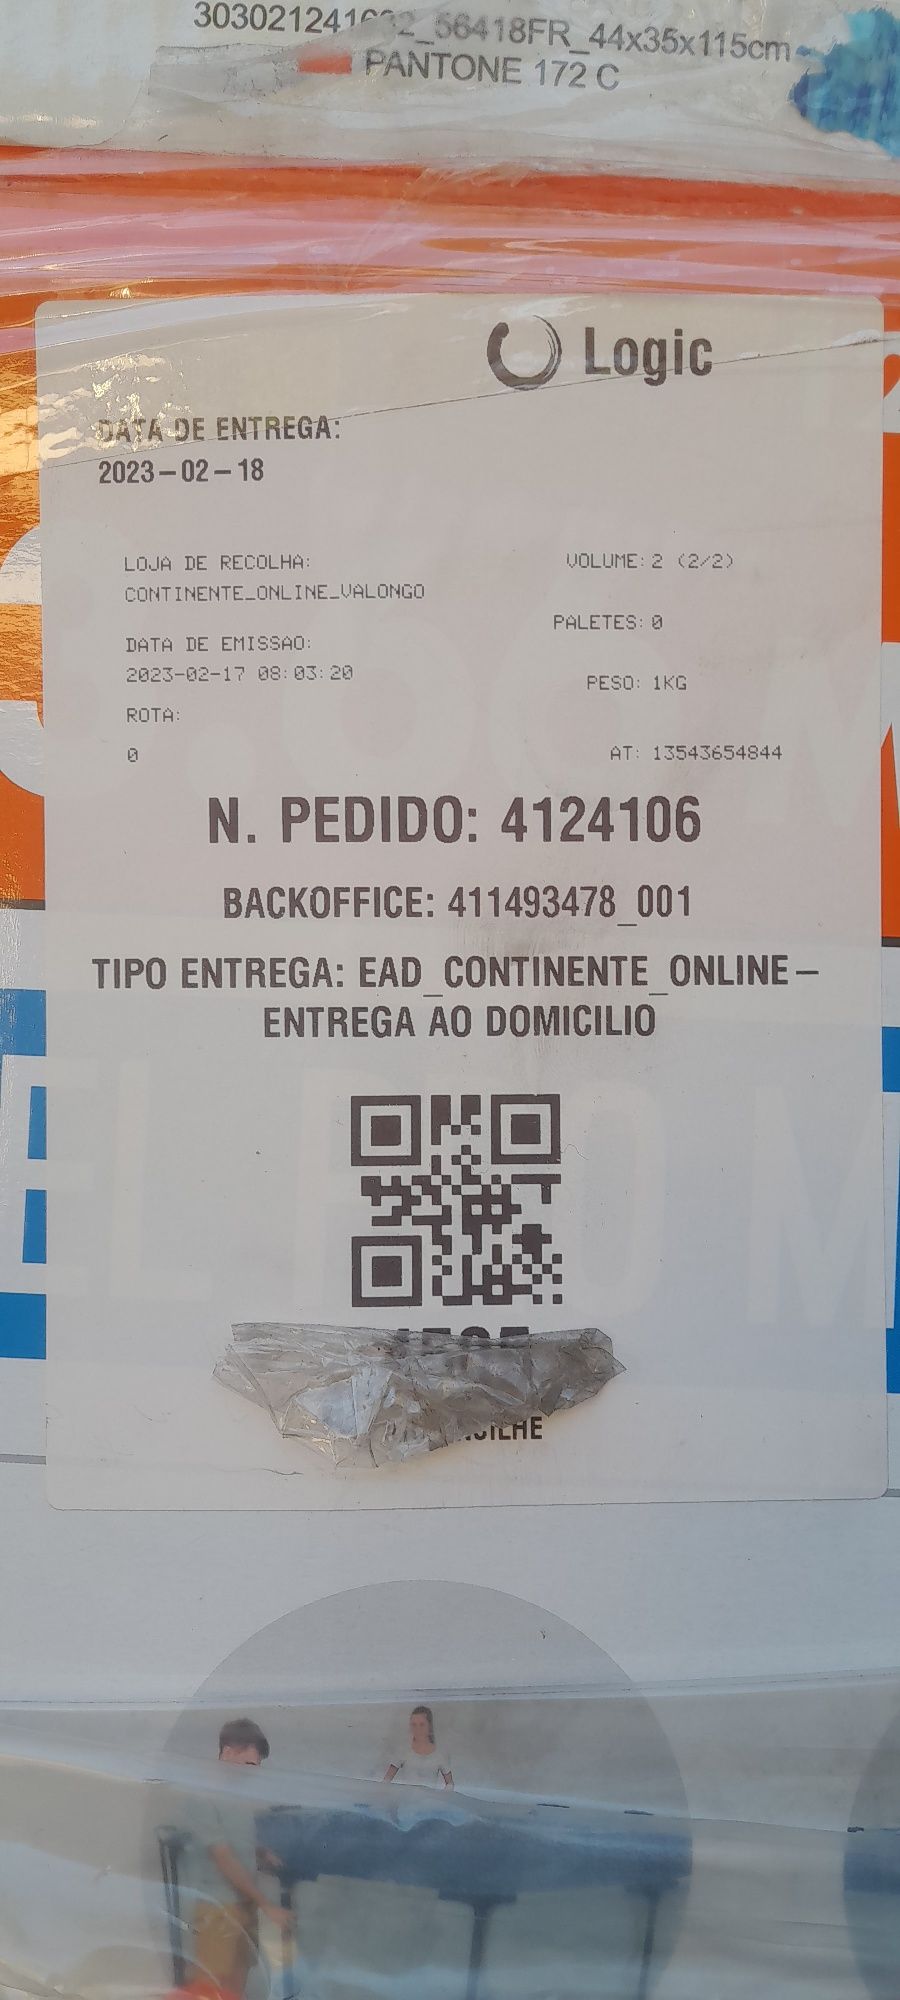 56418FR_44x35x115cm
PANTONE 172 C
Logic
DATA DE ENTREGA:
2023-02-18
LOJA DE RECOLHA:
CONTINENTE_ONLINE_VALONGO
DATA DE EMISSAO:
2023-02-17 08:03:20
ROTA:
0
VOLUME: 2 (2/2)
PALETES: 0
PESO: 1KG
AT: 13543654844
N. PEDIDO: 4124106
BACKOFFICE: 411493478_001
TIPO ENTREGA: EAD_CONTINENTE_ONLINE-
ENTREGA AO DOMICILIO